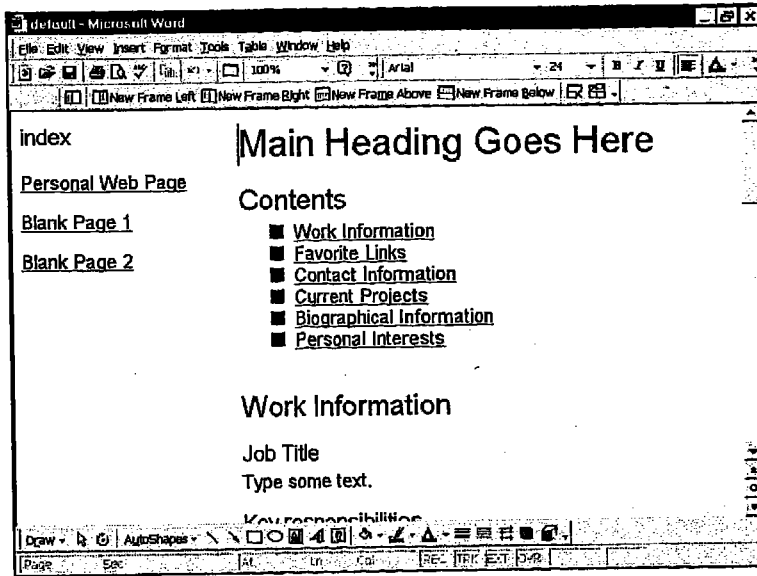 default - Microsoft Word
File Edit View Insert Format Tools Table Window Help
100% Arial 24 B I U A
New Frame Left New Frame Right New Frame Above New Frame Below
index
Personal Web Page
Blank Page 1
Blank Page 2
Main Heading Goes Here
Contents
Work Information
Favorite Links
Contact Information
Current Projects
Biographical Information
Personal Interests
Work Information
Job Title
Type some text.
Key responsibilities
Draw AutoShapes
Page Sec At Ln Col REC TRK EXT OVR